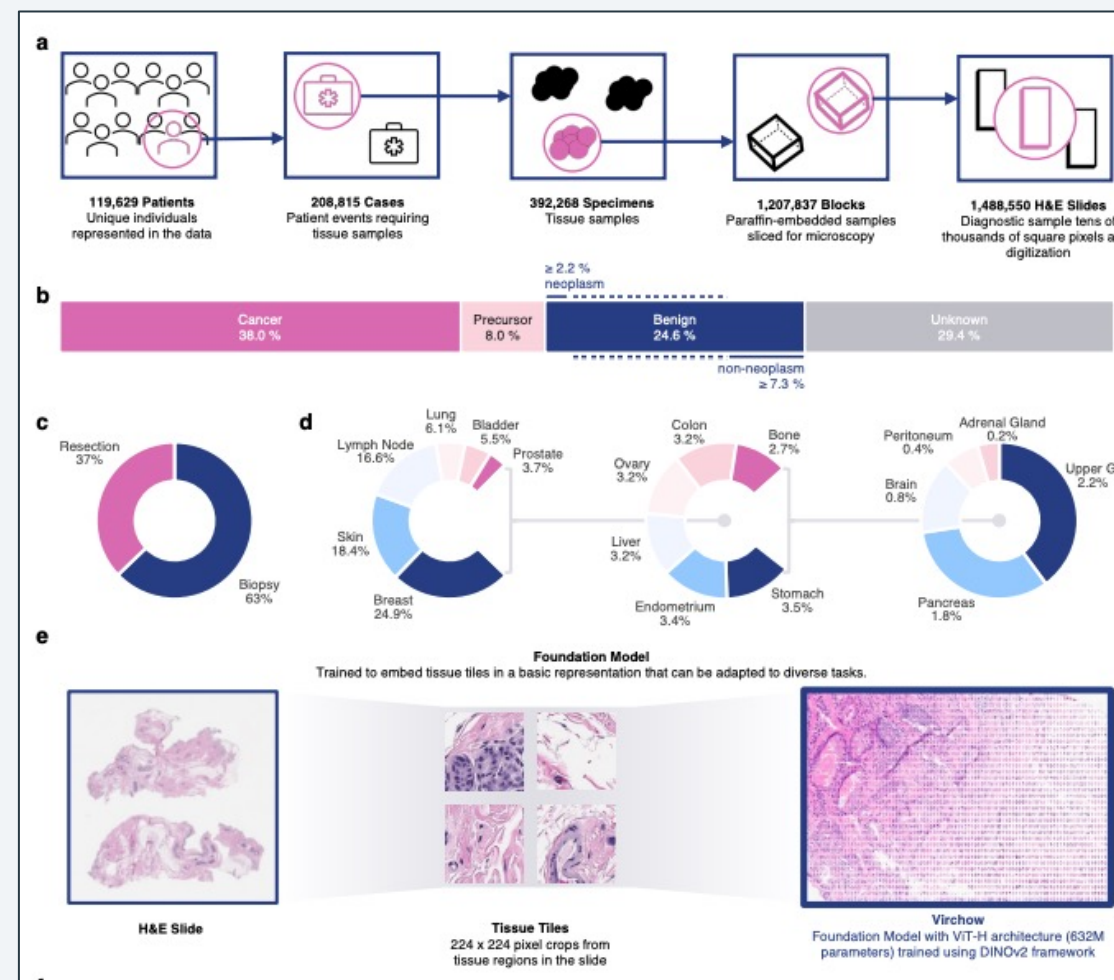 a
119,629 Patients
Unique individuals
represented in the data
208,815 Cases
Patient events requiring
tissue samples
392,268 Specimens
Tissue samples
1,207,837 Blocks
Paraffin-embedded samples
sliced for microscopy
1,488,550 H&E Slides
Diagnostic sample tens of
thousands of square pixels
digitization
b
≥ 2.2 %
neoplasm
Cancer
38.0 %
Precursor
8.0 %
Benign
24.6 %
Unknown
29.4 %
non-neoplasm
≥ 7.3 %
c
Resection
37%
Biopsy
63%
d
Lung
6.1%
Bladder
5.5%
Prostate
3.7%
Lymph Node
16.6%
Skin
18.4%
Breast
24.9%
Colon
3.2%
Bone
2.7%
Ovary
3.2%
Liver
3.2%
Endometrium
3.4%
Stomach
3.5%
Adrenal Gland
0.2%
Peritoneum
0.4%
Upper G
2.2%
Brain
0.8%
Pancreas
1.8%
e
Foundation Model
Trained to embed tissue tiles in a basic representation that can be adapted to diverse tasks.
H&E Slide
Tissue Tiles
224 x 224 pixel crops from
tissue regions in the slide
Virchow
Foundation Model with ViT-H architecture (632M
parameters) trained using DINOv2 framework